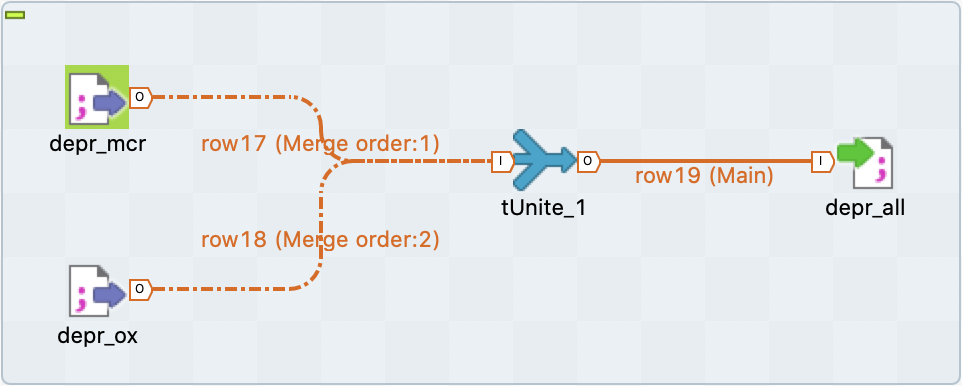 O
depr_mcr
row17 (Merge order:1)
I
O
I
row19 (Main)
tUnite_1
depr_all
row18 (Merge order:2)
O
depr_ox